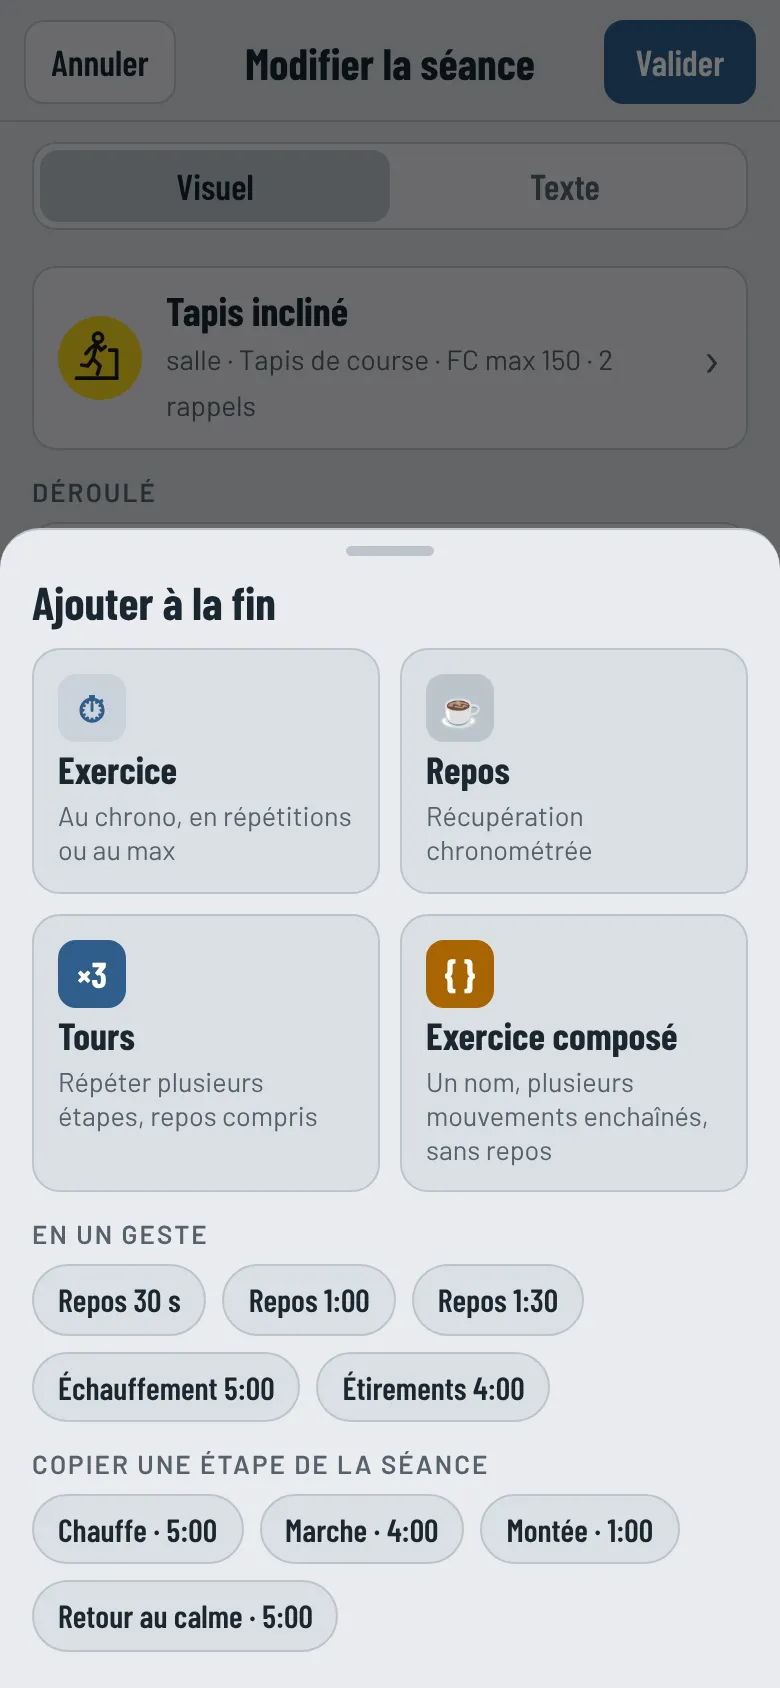 Annuler
Modifier la séance
Valider
Visuel
Texte
Tapis incliné
salle · Tapis de course · FC max 150 · 2
rappels
›
DÉROULÉ
Ajouter à la fin
Exercice
Au chrono, en répétitions
ou au max
Repos
Récupération
chronométrée
×3
Tours
Répéter plusieurs
étapes, repos compris
{ }
Exercice composé
Un nom, plusieurs
mouvements enchaînés,
sans repos
EN UN GESTE
Repos 30 s
Repos 1:00
Repos 1:30
Échauffement 5:00
Étirements 4:00
COPIER UNE ÉTAPE DE LA SÉANCE
Chauffe · 5:00
Marche · 4:00
Montée · 1:00
Retour au calme · 5:00